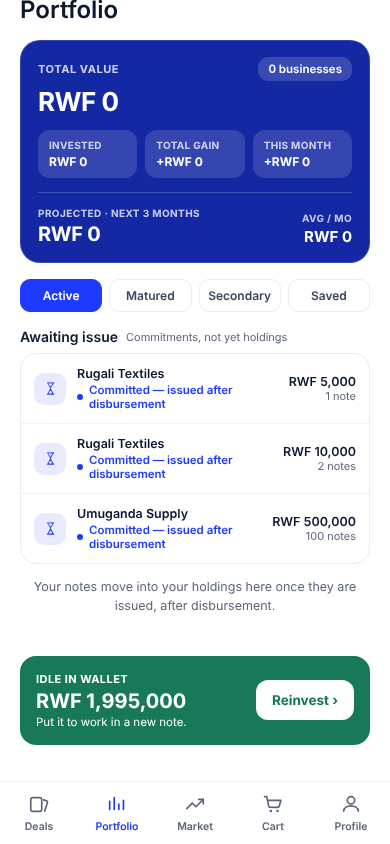 Portfolio
TOTAL VALUE
0 businesses
RWF 0
INVESTED
RWF 0
TOTAL GAIN
+RWF 0
THIS MONTH
+RWF 0
PROJECTED · NEXT 3 MONTHS
RWF 0
AVG / MO
RWF 0
Active
Matured
Secondary
Saved
Awaiting issue
Commitments, not yet holdings
Rugali Textiles
Committed — issued after
disbursement
RWF 5,000
1 note
Rugali Textiles
Committed — issued after
disbursement
RWF 10,000
2 notes
Umuganda Supply
Committed — issued after
disbursement
RWF 500,000
100 notes
Your notes move into your holdings here once they are
issued, after disbursement.
IDLE IN WALLET
RWF 1,995,000
Put it to work in a new note.
Reinvest ›
Deals
Portfolio
Market
Cart
Profile